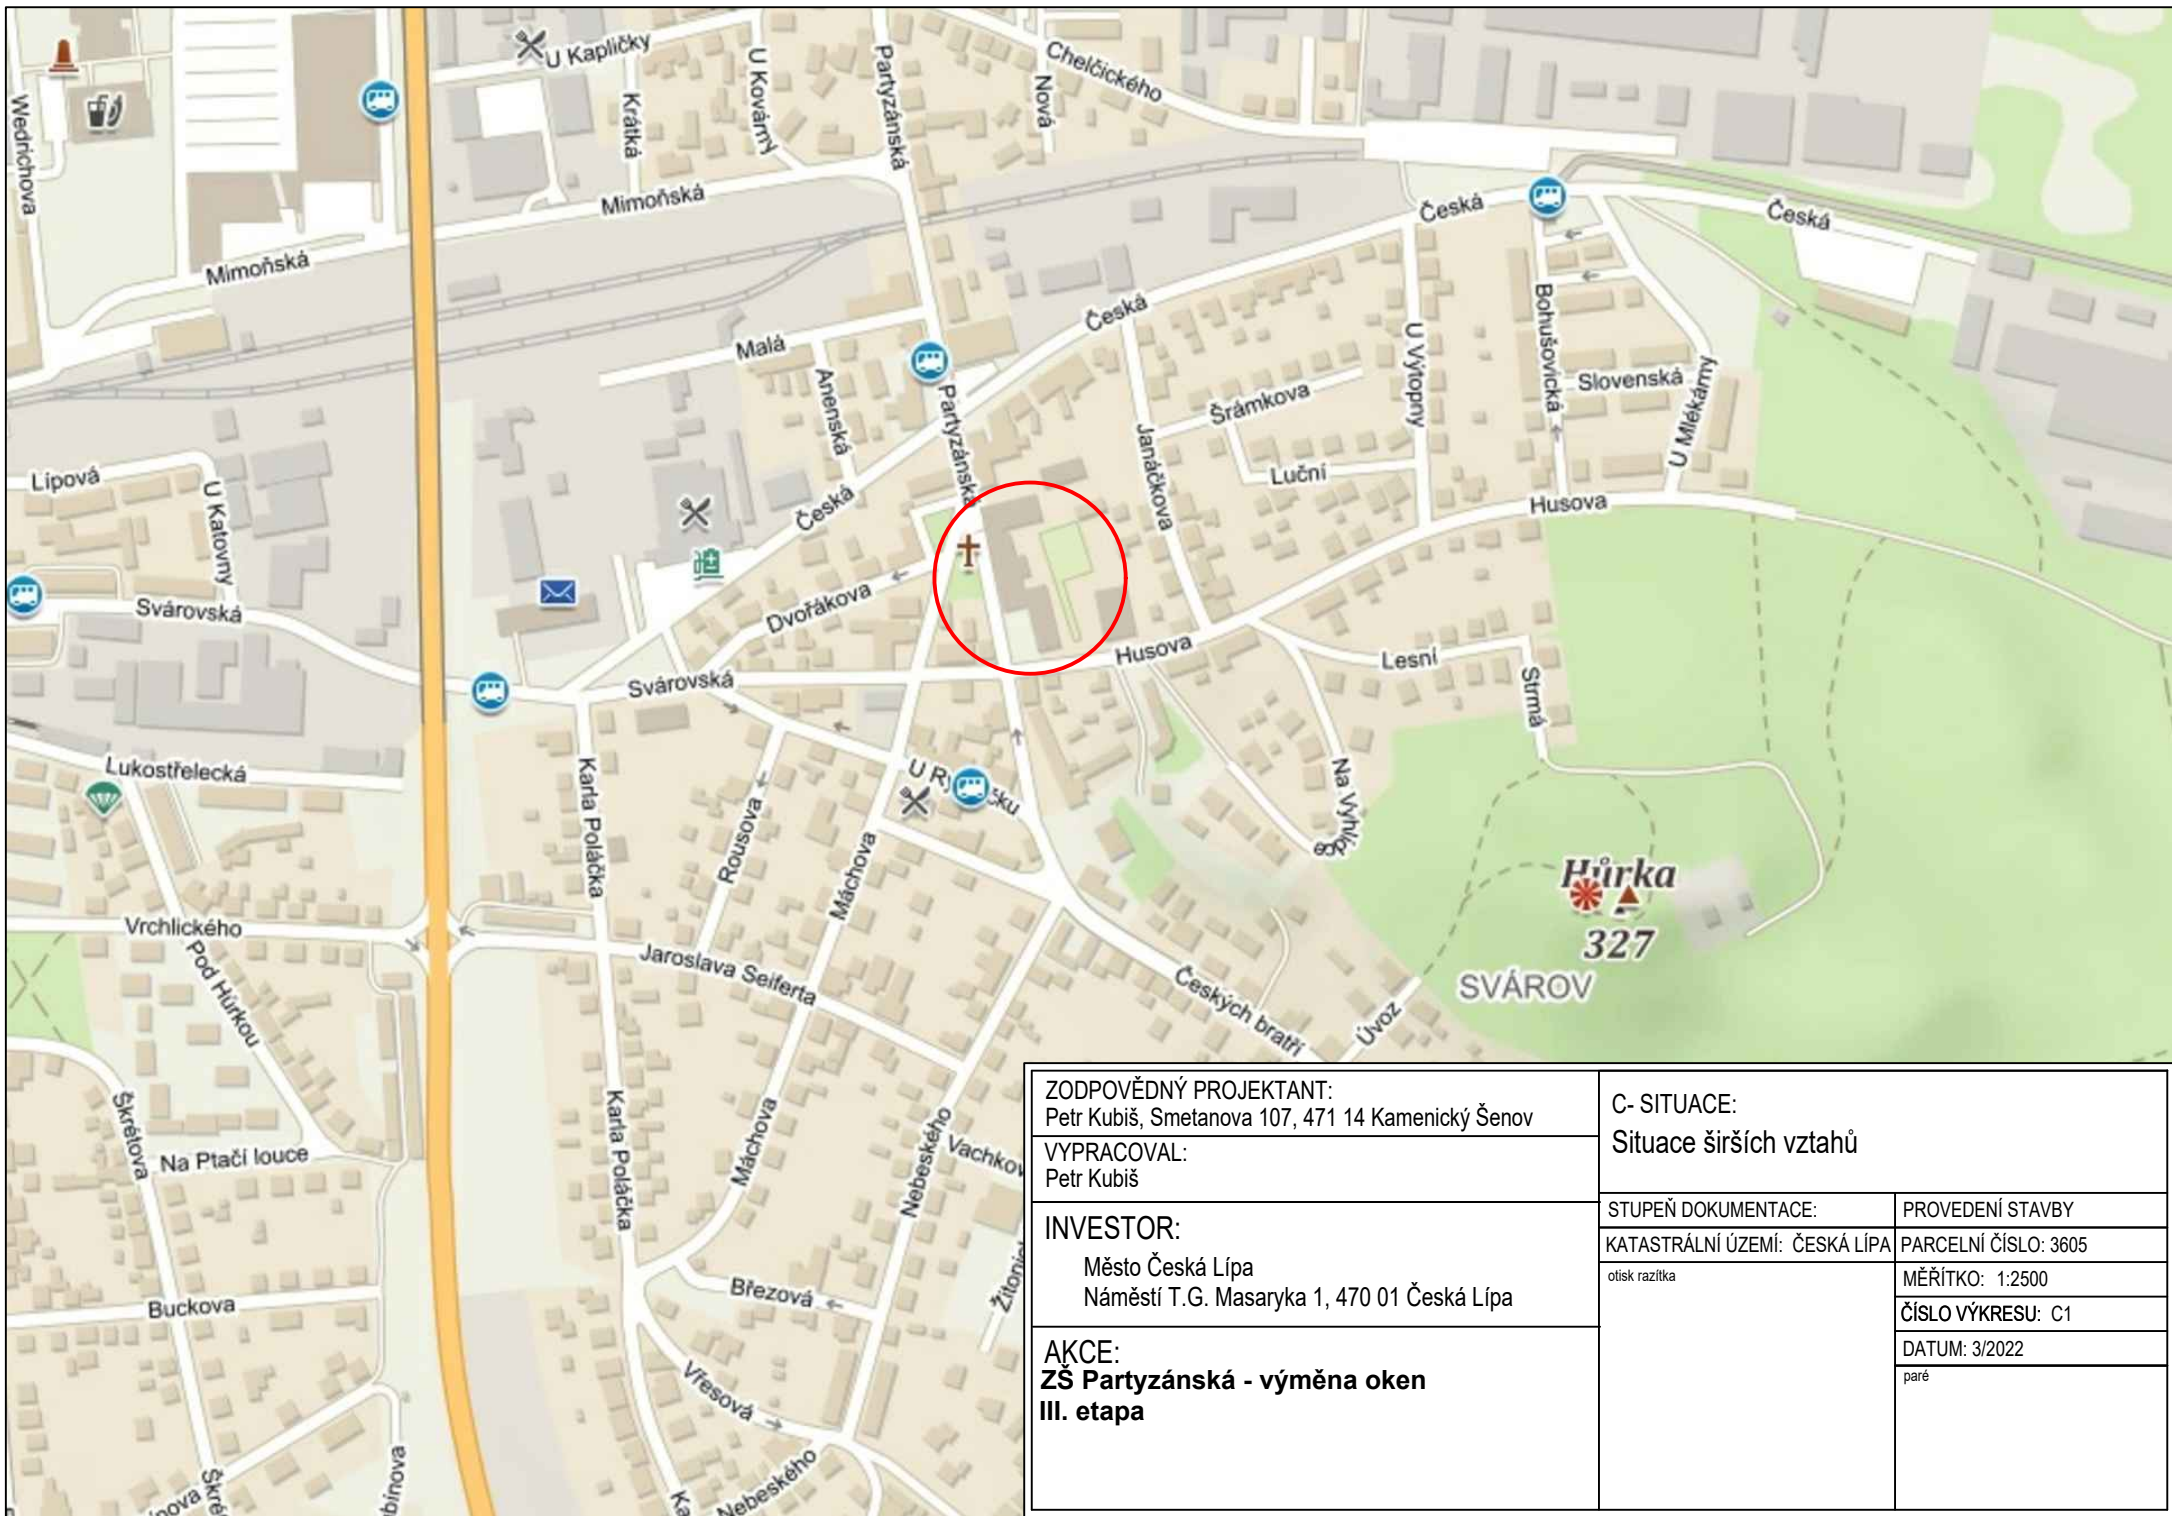 U Kapličky
Partyzánská
Chelčického
Nová
U Kovárny
Krátká
Wedrichova
Mimoňská
Mimoňská
Česká
Česká
Česká
Malá
Anenská
Partyzánská
Bohušovická
U Výtopny
Slovenská
U Mlékárny
Šrámkova
Janáčkova
Luční
Lípová
U Katovny
Česká
Husova
Svárovská
Dvořákova
Husova
Lesní
Strmá
Svárovská
Lukostřelecká
Karla Poláčka
Rousova
Máchova
Na Vyhlídce
Hůrka
327
SVÁROV
Vrchlického
Pod Hůrkou
Jaroslava Seiferta
Českých bratří
Úvoz
Škrétova
Na Ptačí louce
Karla Poláčka
Máchova
Nebeského
Buckova
Březová
Vřesová
Nebeského
ZODPOVĚDNÝ PROJEKTANT:
Petr Kubiš, Smetanova 107, 471 14 Kamenický Šenov
VYPRACOVAL:
Petr Kubiš
INVESTOR:
Město Česká Lípa
Náměstí T.G. Masaryka 1, 470 01 Česká Lípa
AKCE:
ZŠ Partyzánská - výměna oken
III. etapa
C- SITUACE:
Situace širších vztahů
STUPEŇ DOKUMENTACE:
PROVEDENÍ STAVBY
KATASTRÁLNÍ ÚZEMÍ: ČESKÁ LÍPA
PARCELNÍ ČÍSLO: 3605
otisk razítka
MĚŘÍTKO: 1:2500
ČÍSLO VÝKRESU: C1
DATUM: 3/2022
paré